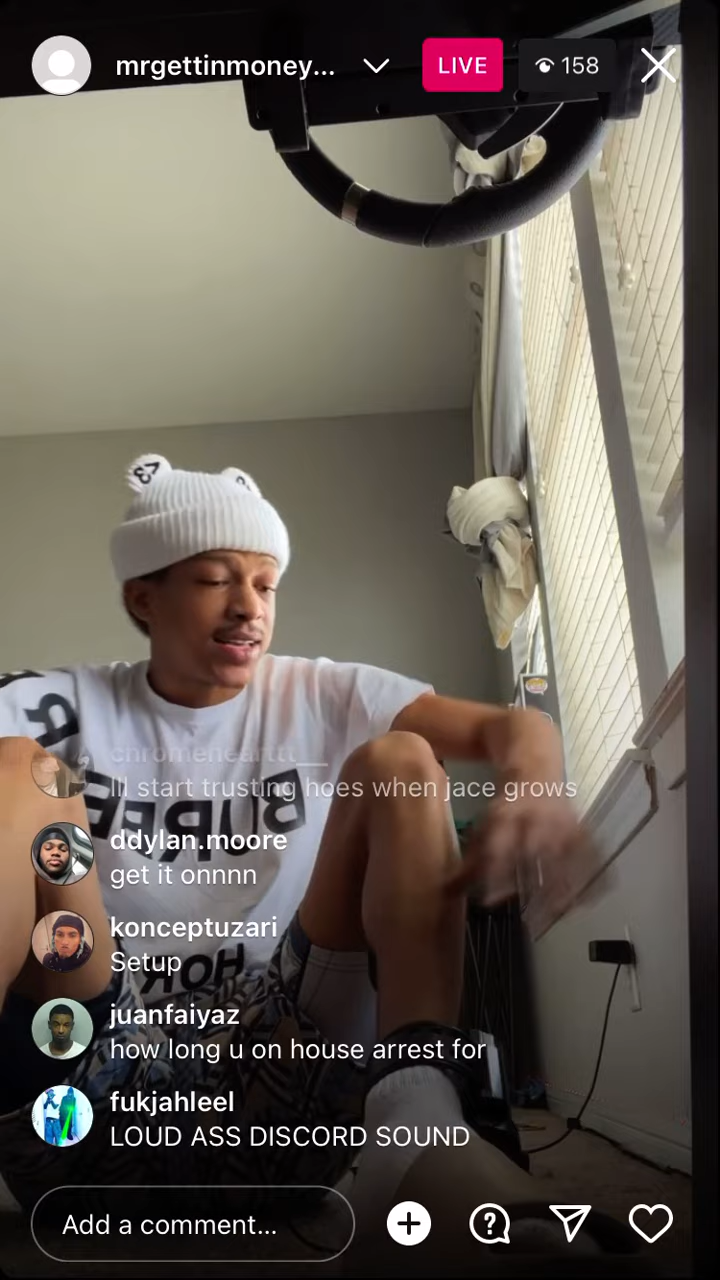 mrgettinmoney...
LIVE
158
chromehearttt__
Ill start trusting hoes when jace grows
ddylan.moore
get it onnnn
konceptuzari
Setup
juanfaiyaz
how long u on house arrest for
fukjahleel
LOUD ASS DISCORD SOUND
Add a comment...